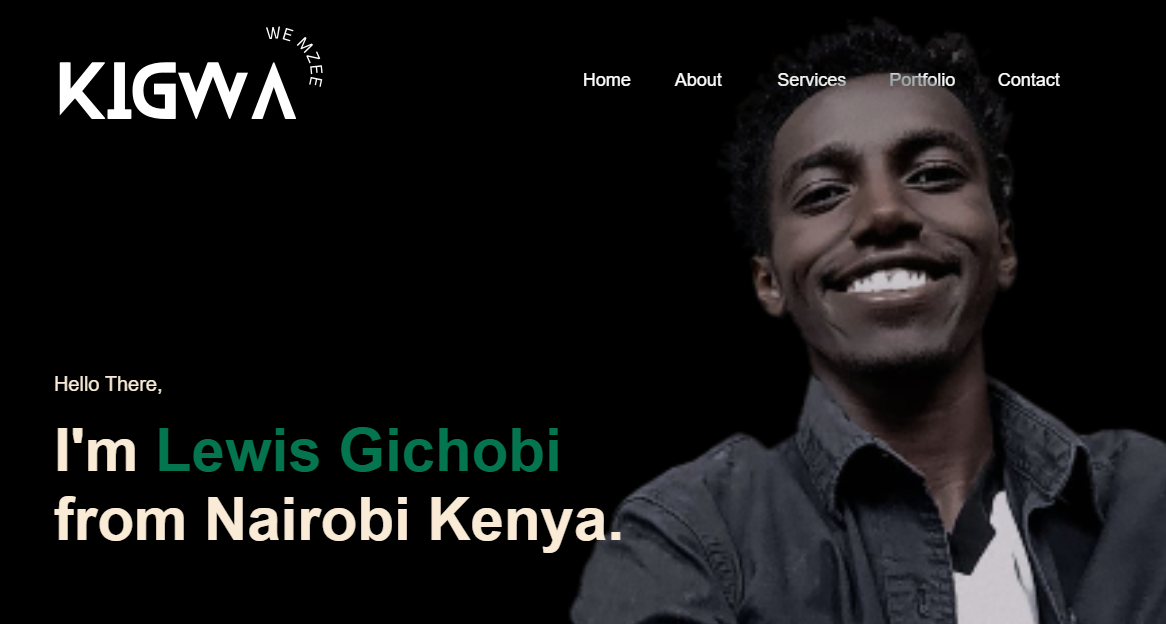 WE MZEE
KIGWA
Home About Services Portfolio Contact
Hello There,
I'm Lewis Gichobi
from Nairobi Kenya.